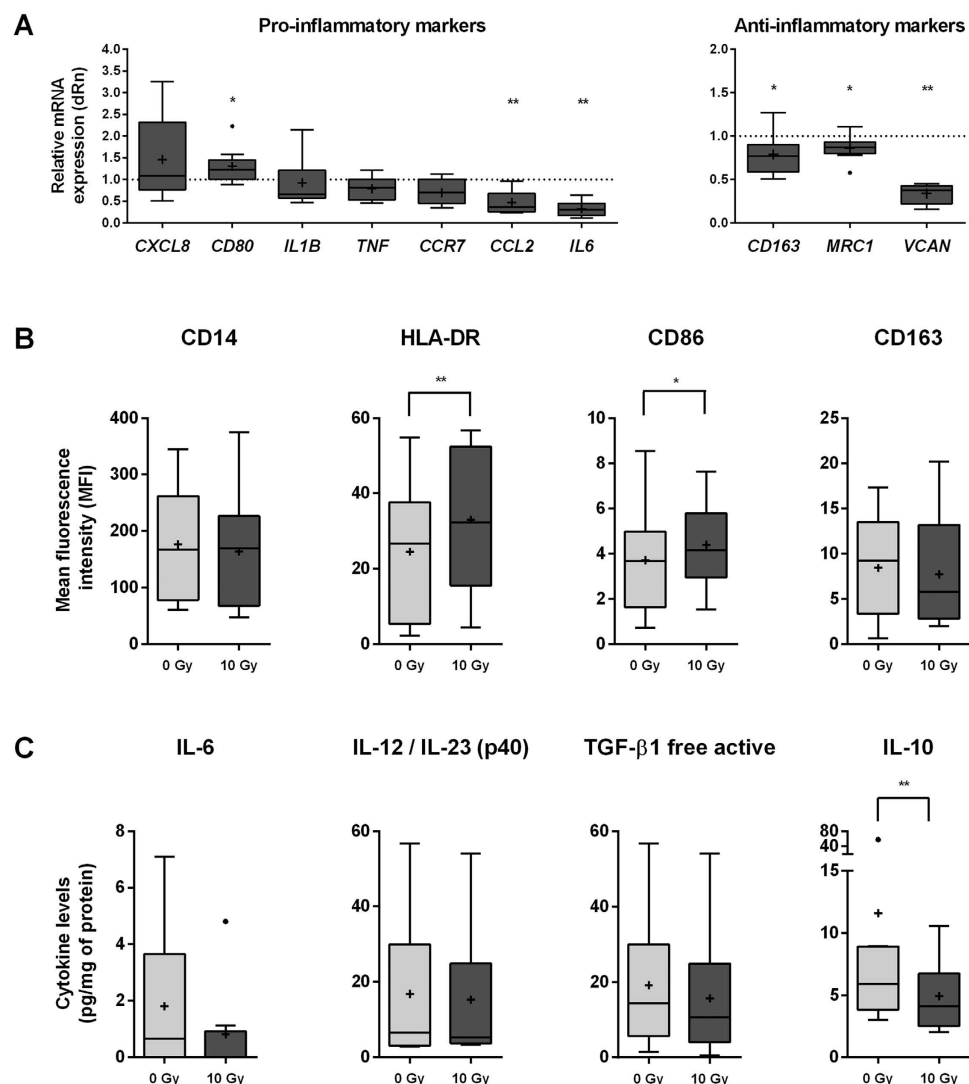 A
Pro-inflammatory markers
Anti-inflammatory markers
Relative mRNA
expression (dRn)
4.0
3.5
3.0
2.5
2.0
1.5
1.0
0.5
0.0
* ** **
CXCL8 CD80 IL1B TNF CCR7 CCL2 IL6
2.0
1.5
1.0
0.5
0.0
* * **
CD163 MRC1 VCAN
B
CD14
HLA-DR
CD86
CD163
Mean fluorescence
intensity (MFI)
400
300
200
100
0
0 Gy 10 Gy
**
60
40
20
0
0 Gy 10 Gy
*
10
8
6
4
2
0
0 Gy 10 Gy
25
20
15
10
5
0
0 Gy 10 Gy
C
IL-6
IL-12 / IL-23 (p40)
TGF-β1 free active
IL-10
Cytokine levels
(pg/mg of protein)
8
6
4
2
0
0 Gy 10 Gy
60
40
20
0
0 Gy 10 Gy
60
40
20
0
0 Gy 10 Gy
**
80
40
15
10
5
0
0 Gy 10 Gy